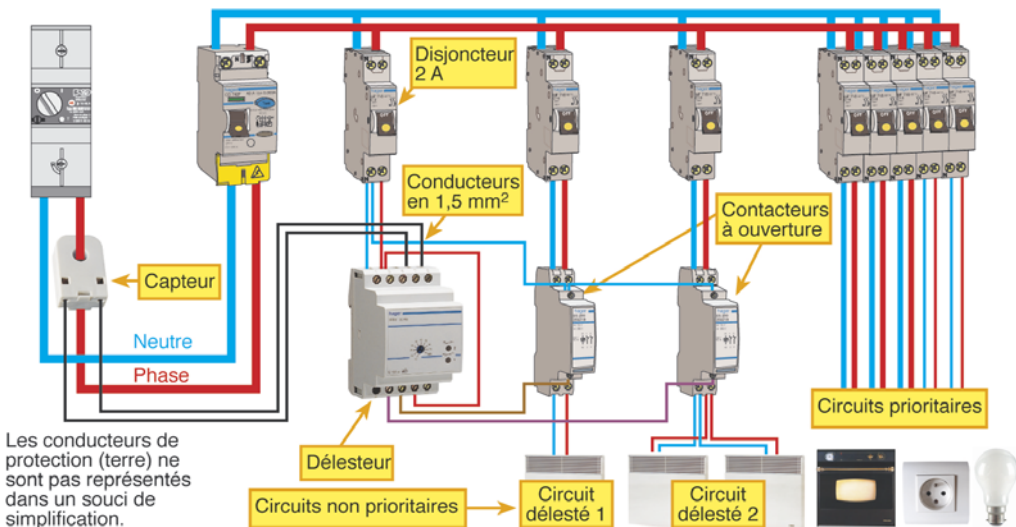 Disjoncteur
2 A
Conducteurs
en 1,5 mm²
Contacteurs
à ouverture
Capteur
Neutre
Phase
Circuits prioritaires
Les conducteurs de
protection (terre) ne
sont pas représentés
dans un souci de
simplification.
Délesteur
Circuits non prioritaires
Circuit
délesté 1
Circuit
délesté 2